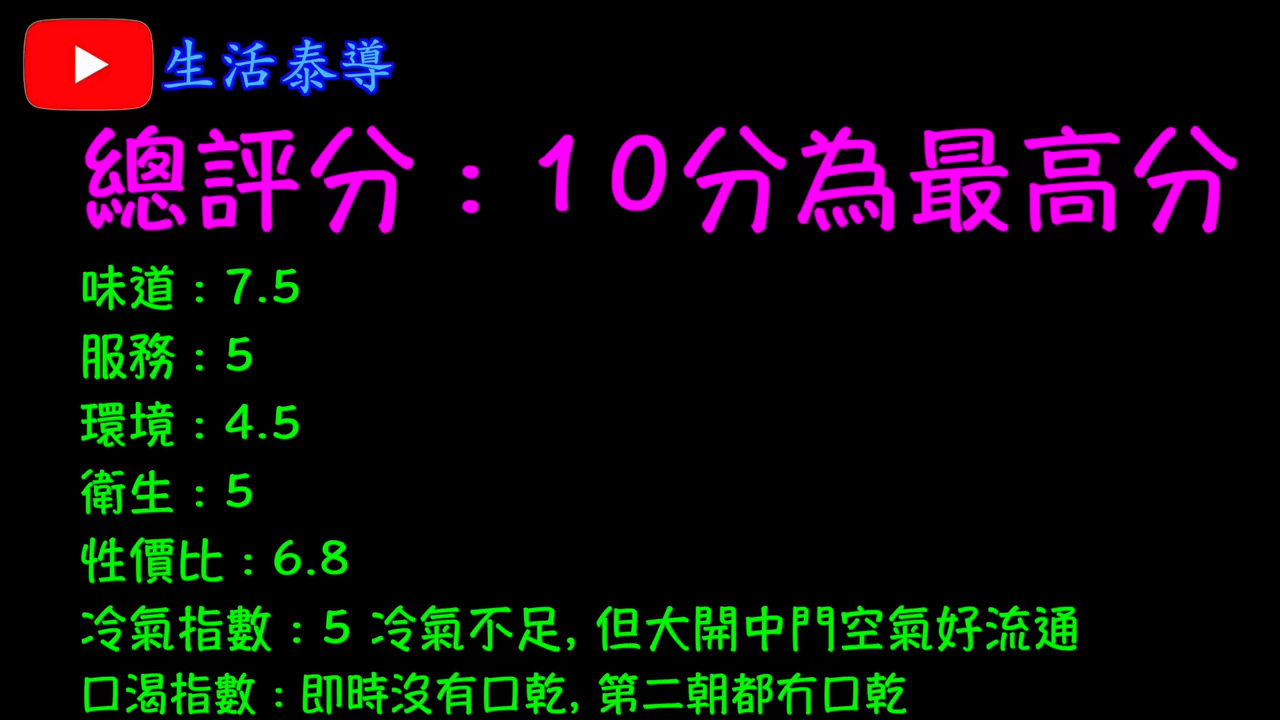 生活泰導
總評分：10分為最高分
味道：7.5
服務：5
環境：4.5
衛生：5
性價比：6.8
冷氣指數：5 冷氣不足, 但大開中門空氣好流通
口渴指數：即時沒有口乾, 第二朝都冇口乾